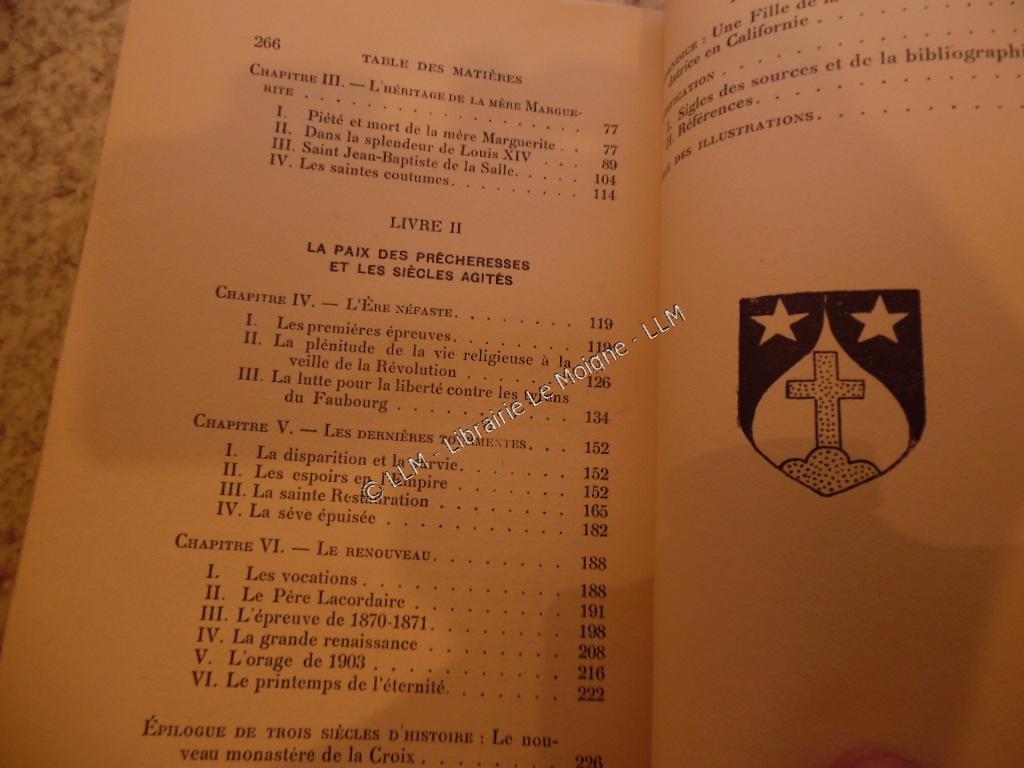 266
TABLE DES MATIÈRES
CHAPITRE III. — L'HÉRITAGE DE LA MÈRE MARGUE-
RITE . . . . . . . . . . . . . . . 77
I. Piété et mort de la mère Marguerite . . 77
II. Dans la splendeur de Louis XIV . . . 89
III. Saint Jean-Baptiste de la Salle. . . . . 104
IV. Les saintes coutumes. . . . . . . . . 114
LIVRE II
LA PAIX DES PRÊCHERESSES
ET LES SIÈCLES AGITÉS
CHAPITRE IV. — L'ÈRE NÉFASTE. . . . . . . . 119
I. Les premières épreuves. . . . . . . . 119
II. La plénitude de la vie religieuse à la
veille de la Révolution . . . . . . . 126
III. La lutte pour la liberté contre les
du Faubourg . . . . . . . . . . . 134
CHAPITRE V. — LES DERNIÈRES . . . 152
I. La disparition et la survie. . . . . . . 152
II. Les espoirs en . . . . . . 152
III. La sainte Restauration . . . . . . . 165
IV. La sève épuisée . . . . . . . . . . 182
CHAPITRE VI. — LE RENOUVEAU. . . . . . . . 188
I. Les vocations . . . . . . . . . . . 188
II. Le Père Lacordaire . . . . . . . . . 191
III. L'épreuve de 1870-1871. . . . . . . . 198
IV. La grande renaissance . . . . . . . . 208
V. L'orage de 1903 . . . . . . . . . . 216
VI. Le printemps de l'éternité. . . . . . . 222
ÉPILOGUE DE TROIS SIÈCLES D'HISTOIRE : Le nou-
veau monastère de la Croix . . . . . . . . 226
: Une Fille de
en Californie . . . . . .
I. Sigles des sources et de la bibliographi
II. Références. . . . . . . .
DES ILLUSTRATIONS. . . . . .
© LLM - Librairie Le Moigne - LLM